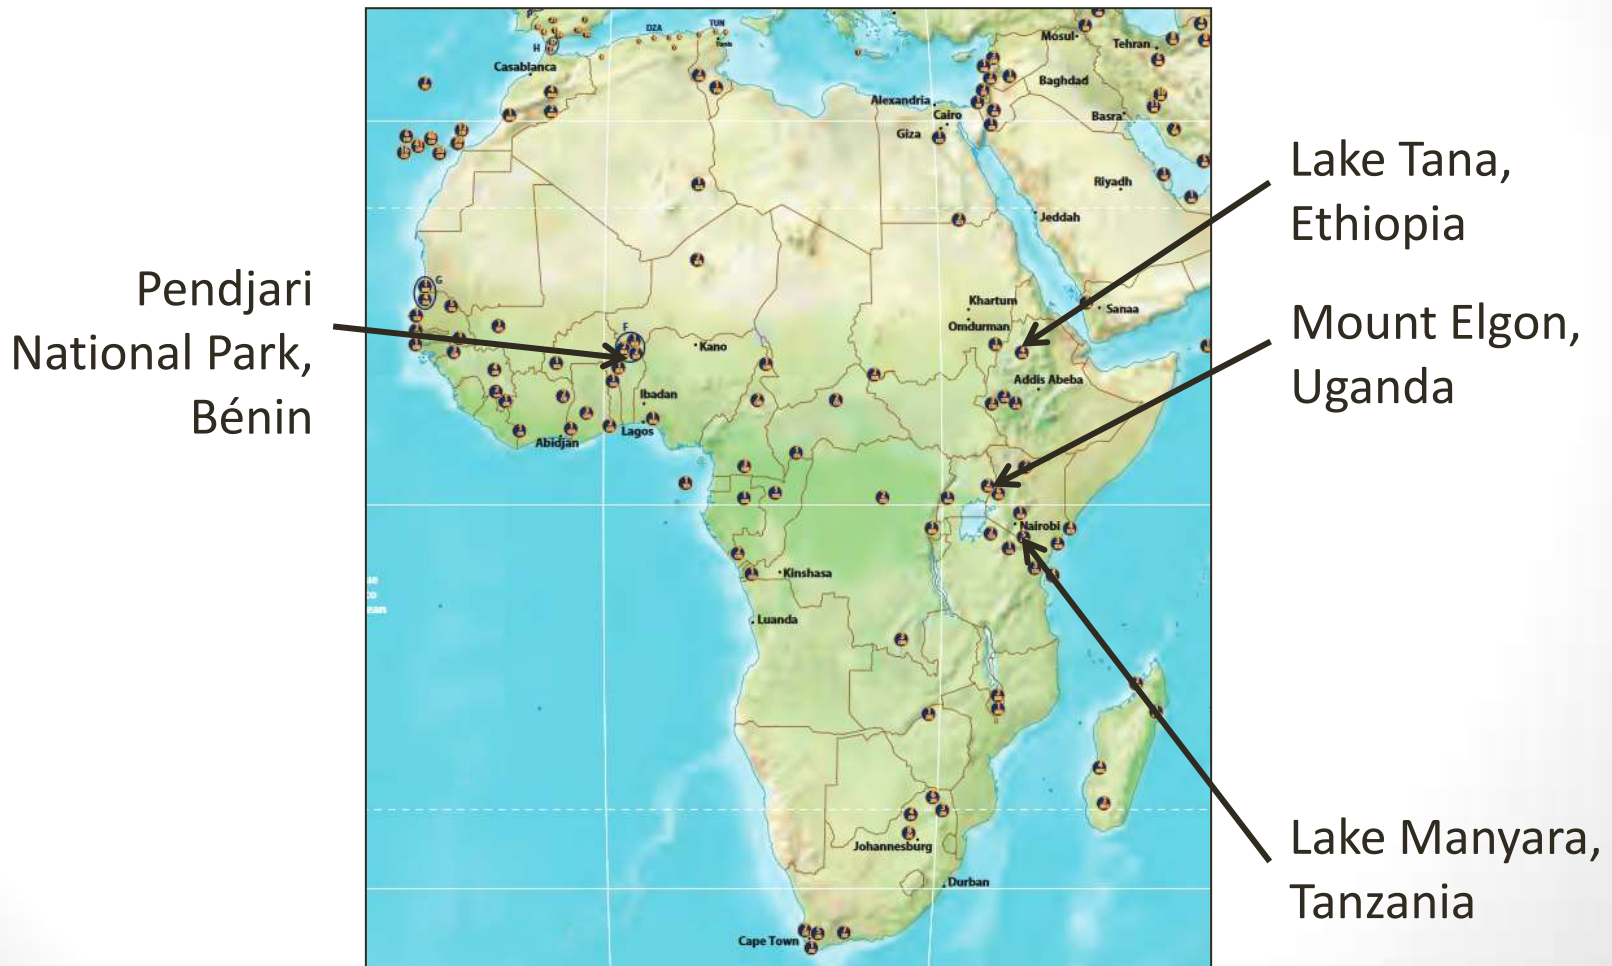 Pendjari
National Park,
Bénin
Lake Tana,
Ethiopia
Mount Elgon,
Uganda
Lake Manyara,
Tanzania
DZA
TUN
Tunis
H
Casablanca
Mosul
Tehran
Baghdad
Alexandria
Cairo
Giza
Basra
Riyadh
Jeddah
G
Khartum
Omdurman
Sanaa
F
Kano
Addis Abeba
Ibadan
Lagos
Abidjan
Nairobi
Kinshasa
Luanda
ean
Johannesburg
Durban
Cape Town